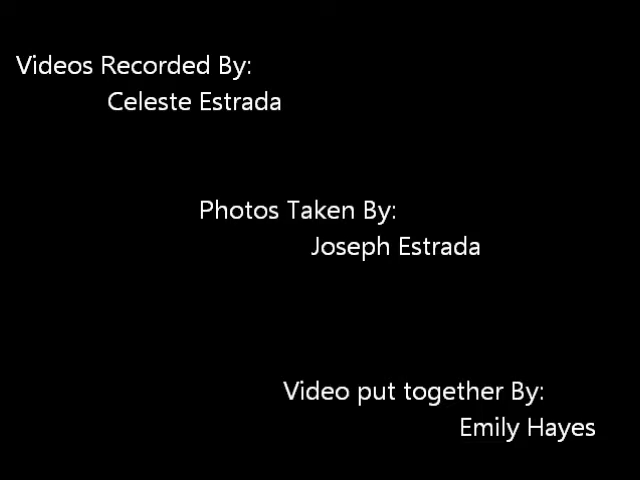 Videos Recorded By:
Celeste Estrada
Photos Taken By:
Joseph Estrada
Video put together By:
Emily Hayes